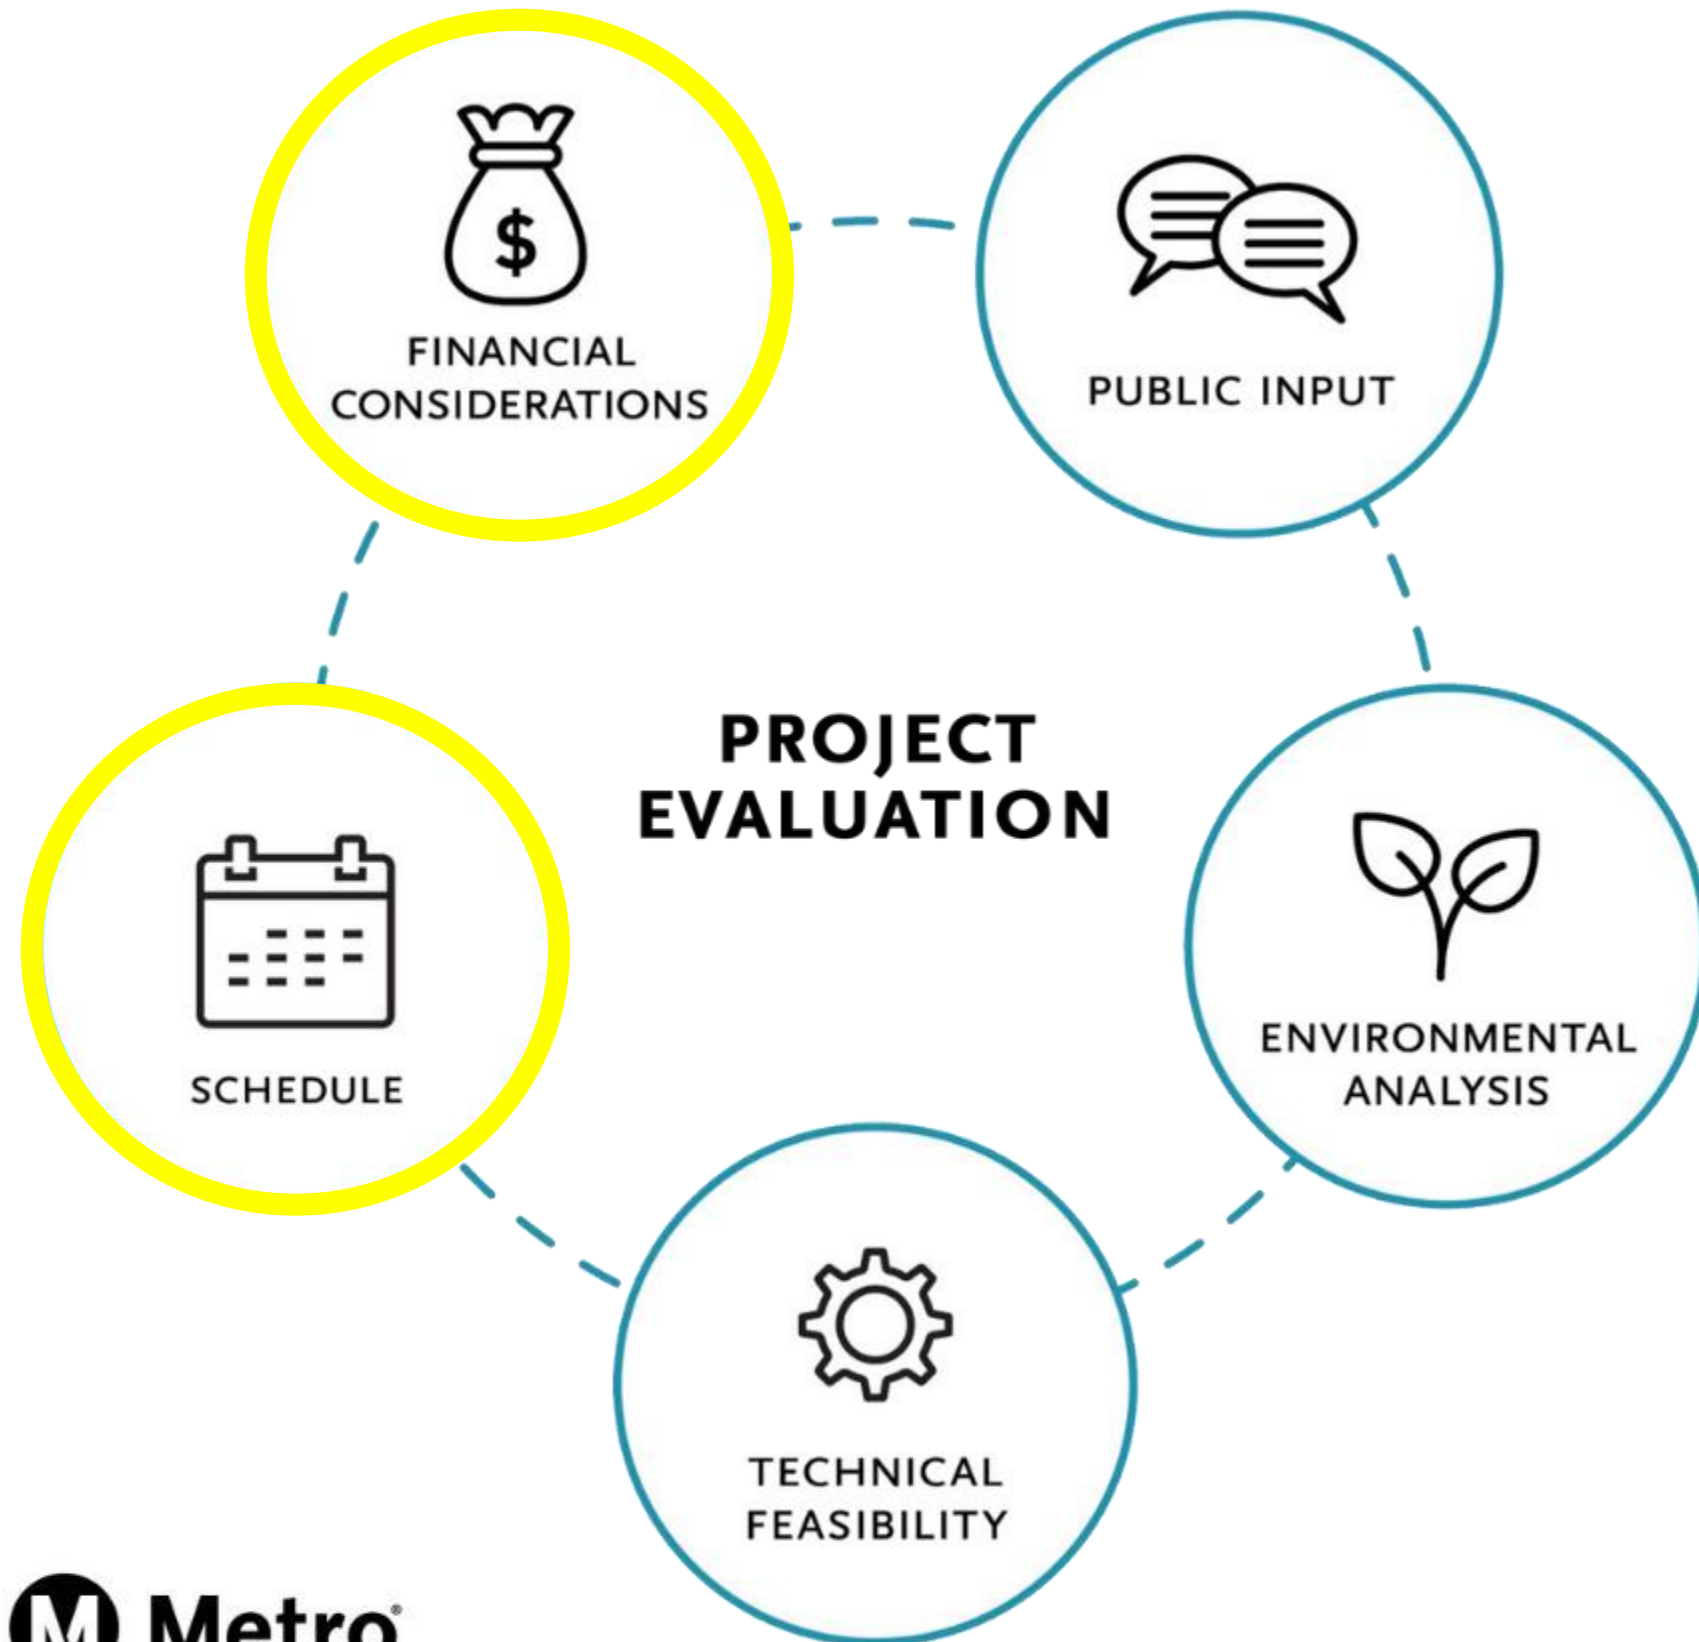 $
FINANCIAL
CONSIDERATIONS
PUBLIC INPUT
PROJECT
EVALUATION
SCHEDULE
ENVIRONMENTAL
ANALYSIS
TECHNICAL
FEASIBILITY
M Metro®